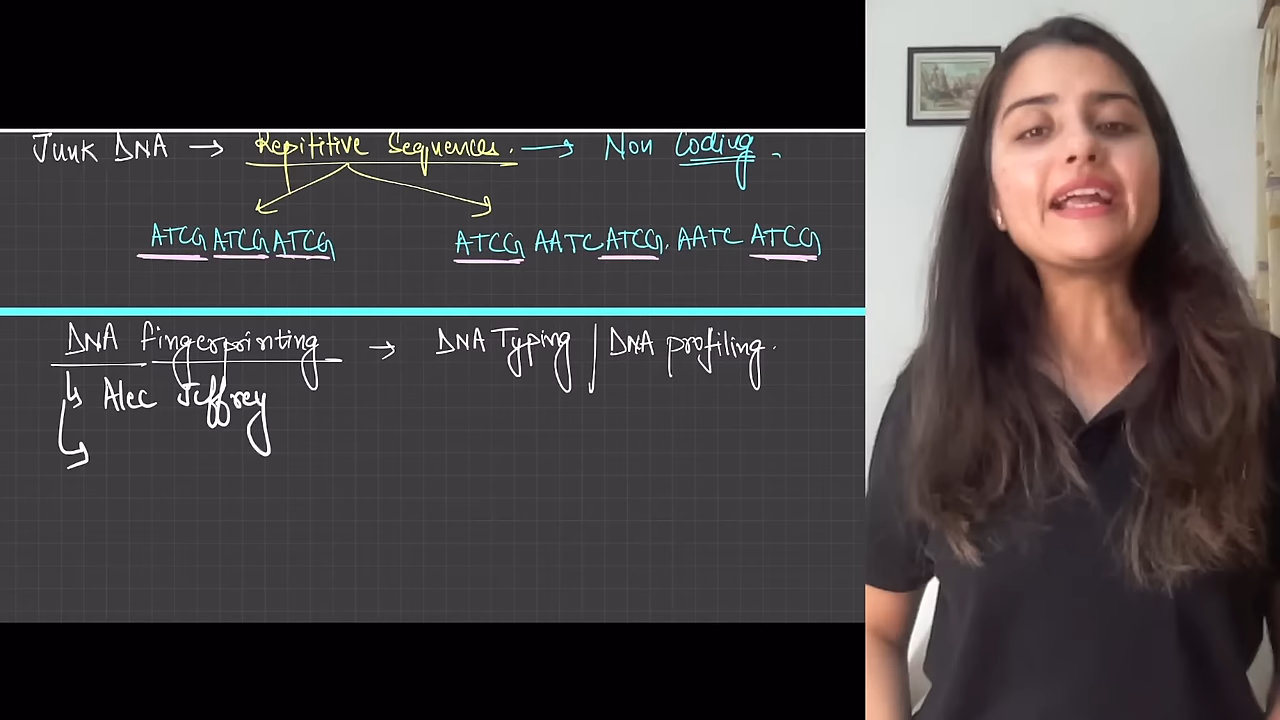 Junk DNA → Repititive Sequences. → Non Coding.
ATCG ATCG ATCG ATCG AATC ATCG. AATC ATCG
DNA fingerprinting → DNA Typing / DNA profiling.
↳ Alec Jeffrey